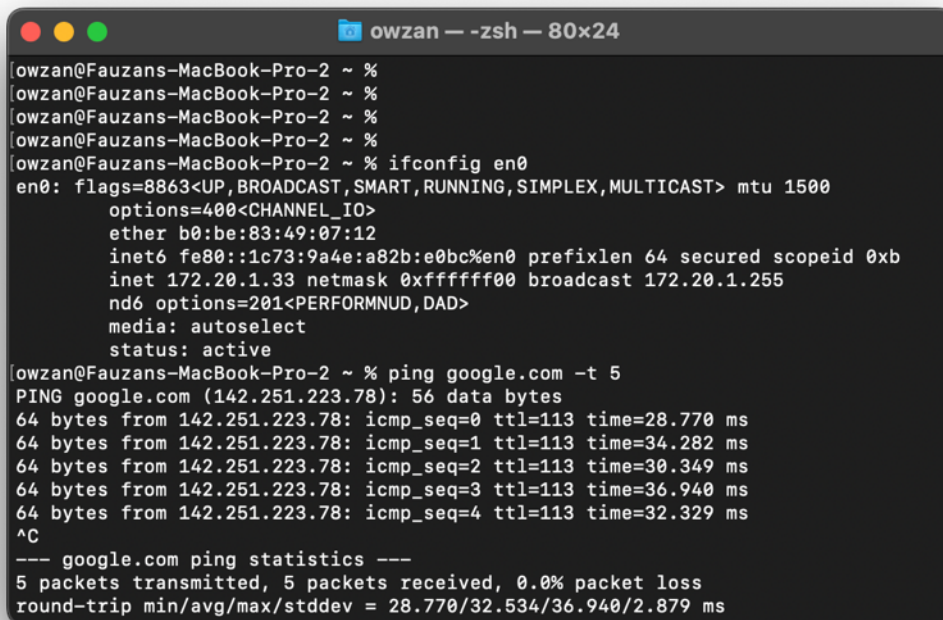 owzan — -zsh — 80×24
[owzan@Fauzans-MacBook-Pro-2 ~ %
[owzan@Fauzans-MacBook-Pro-2 ~ %
[owzan@Fauzans-MacBook-Pro-2 ~ %
[owzan@Fauzans-MacBook-Pro-2 ~ %
[owzan@Fauzans-MacBook-Pro-2 ~ % ifconfig en0
en0: flags=8863<UP,BROADCAST,SMART,RUNNING,SIMPLEX,MULTICAST> mtu 1500
options=400<CHANNEL_IO>
ether b0:be:83:49:07:12
inet6 fe80::1c73:9a4e:a82b:e0bc%en0 prefixlen 64 secured scopeid 0xb
inet 172.20.1.33 netmask 0xffffff00 broadcast 172.20.1.255
nd6 options=201<PERFORMNUD,DAD>
media: autoselect
status: active
[owzan@Fauzans-MacBook-Pro-2 ~ % ping google.com -t 5
PING google.com (142.251.223.78): 56 data bytes
64 bytes from 142.251.223.78: icmp_seq=0 ttl=113 time=28.770 ms
64 bytes from 142.251.223.78: icmp_seq=1 ttl=113 time=34.282 ms
64 bytes from 142.251.223.78: icmp_seq=2 ttl=113 time=30.349 ms
64 bytes from 142.251.223.78: icmp_seq=3 ttl=113 time=36.940 ms
64 bytes from 142.251.223.78: icmp_seq=4 ttl=113 time=32.329 ms
^C
--- google.com ping statistics ---
5 packets transmitted, 5 packets received, 0.0% packet loss
round-trip min/avg/max/stddev = 28.770/32.534/36.940/2.879 ms